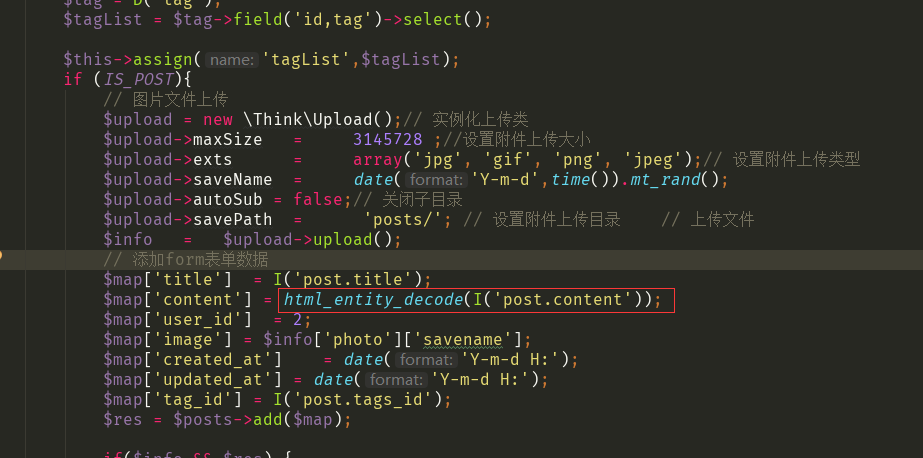 $tag = D('tag');
$tagList = $tag->field('id,tag')->select();
$this->assign( name: 'tagList',$tagList);
if (IS_POST){
// 图片文件上传
$upload = new \Think\Upload();// 实例化上传类
$upload->maxSize = 3145728 ;//设置附件上传大小
$upload->exts = array('jpg', 'gif', 'png', 'jpeg');// 设置附件上传类型
$upload->saveName = date( format: 'Y-m-d',time()).mt_rand();
$upload->autoSub = false;// 关闭子目录
$upload->savePath = 'posts/'; // 设置附件上传目录 // 上传文件
$info = $upload->upload();
// 添加form表单数据
$map['title'] = I('post.title');
$map['content'] = html_entity_decode(I('post.content'));
$map['user_id'] = 2;
$map['image'] = $info['photo']['savename'];
$map['created_at'] = date( format: 'Y-m-d H:');
$map['updated_at'] = date( format: 'Y-m-d H:');
$map['tag_id'] = I('post.tags_id');
$res = $posts->add($map);
if($info && $res) {